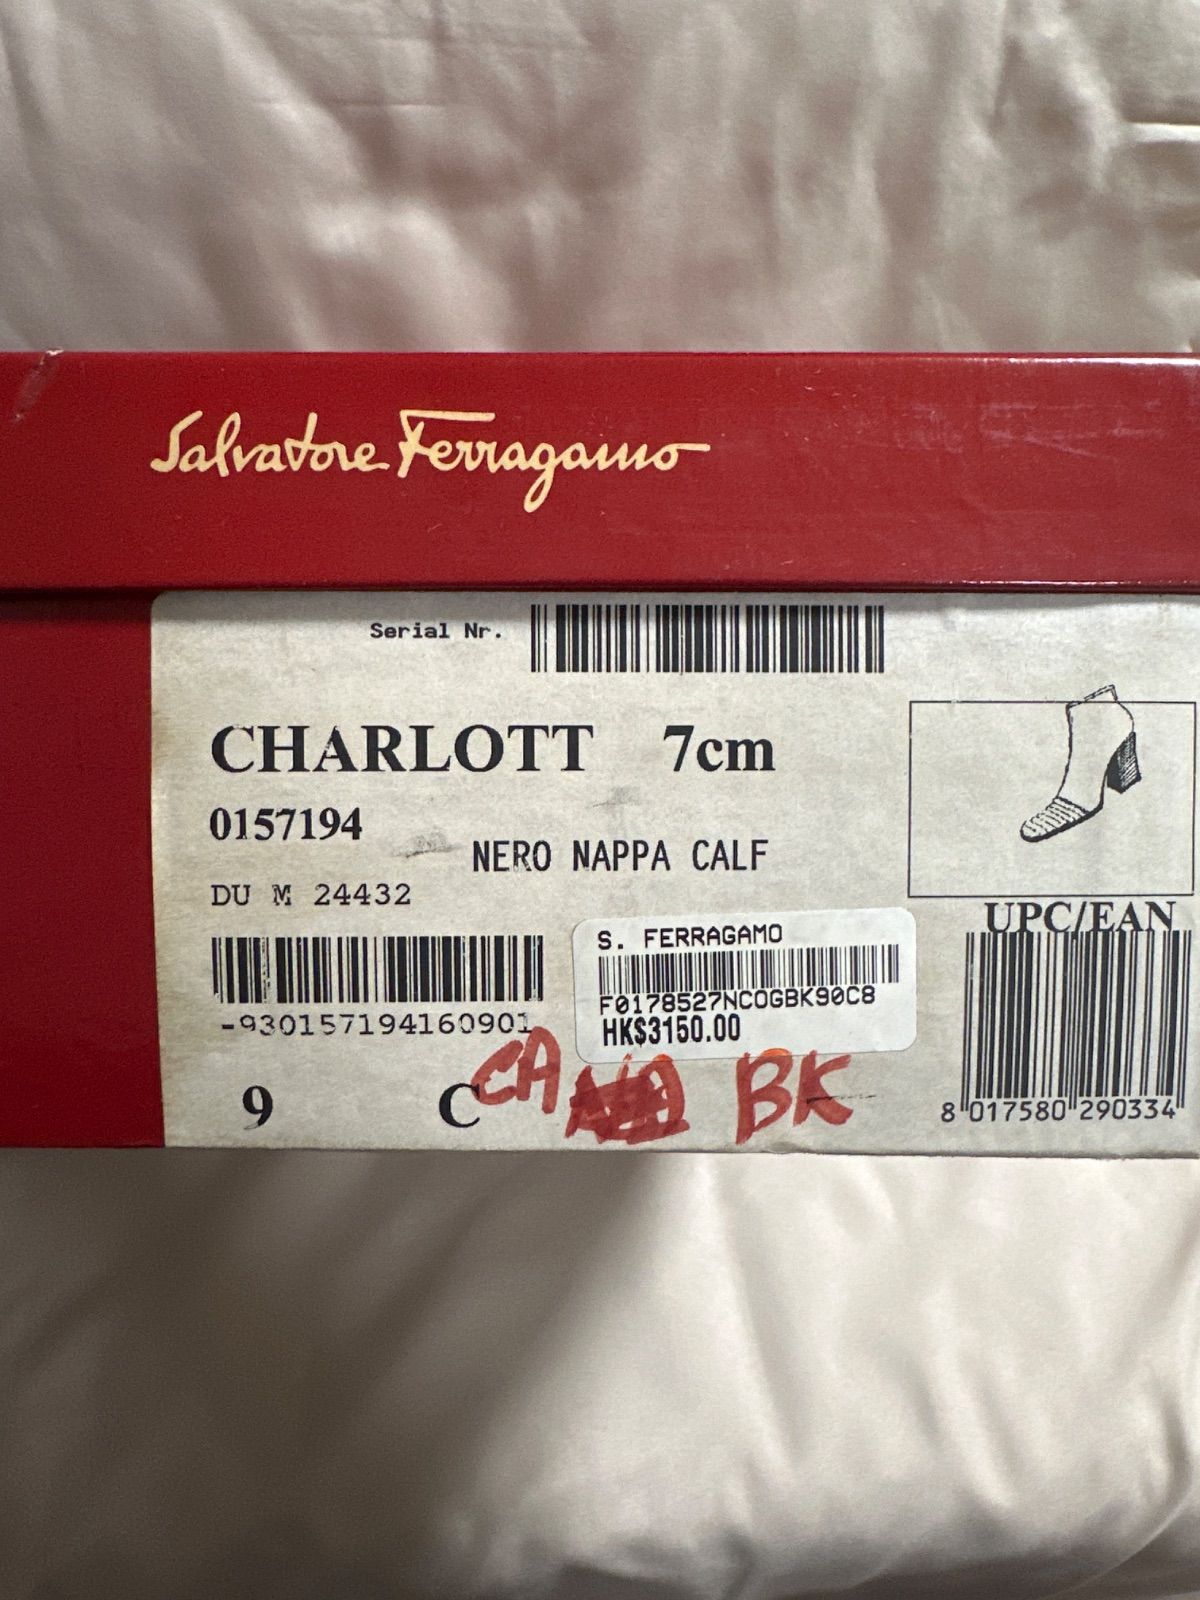 Salvatore Ferragamo
Serial Nr.
CHARLOTT 7cm
0157194
NERO NAPPA CALF
DU M 24432
UPC/EAN
S. FERRAGAMO
F0178527NCOGBK90C8
HK$3150.00
-930157194160901
CA BK
9 C
8 017580 290334